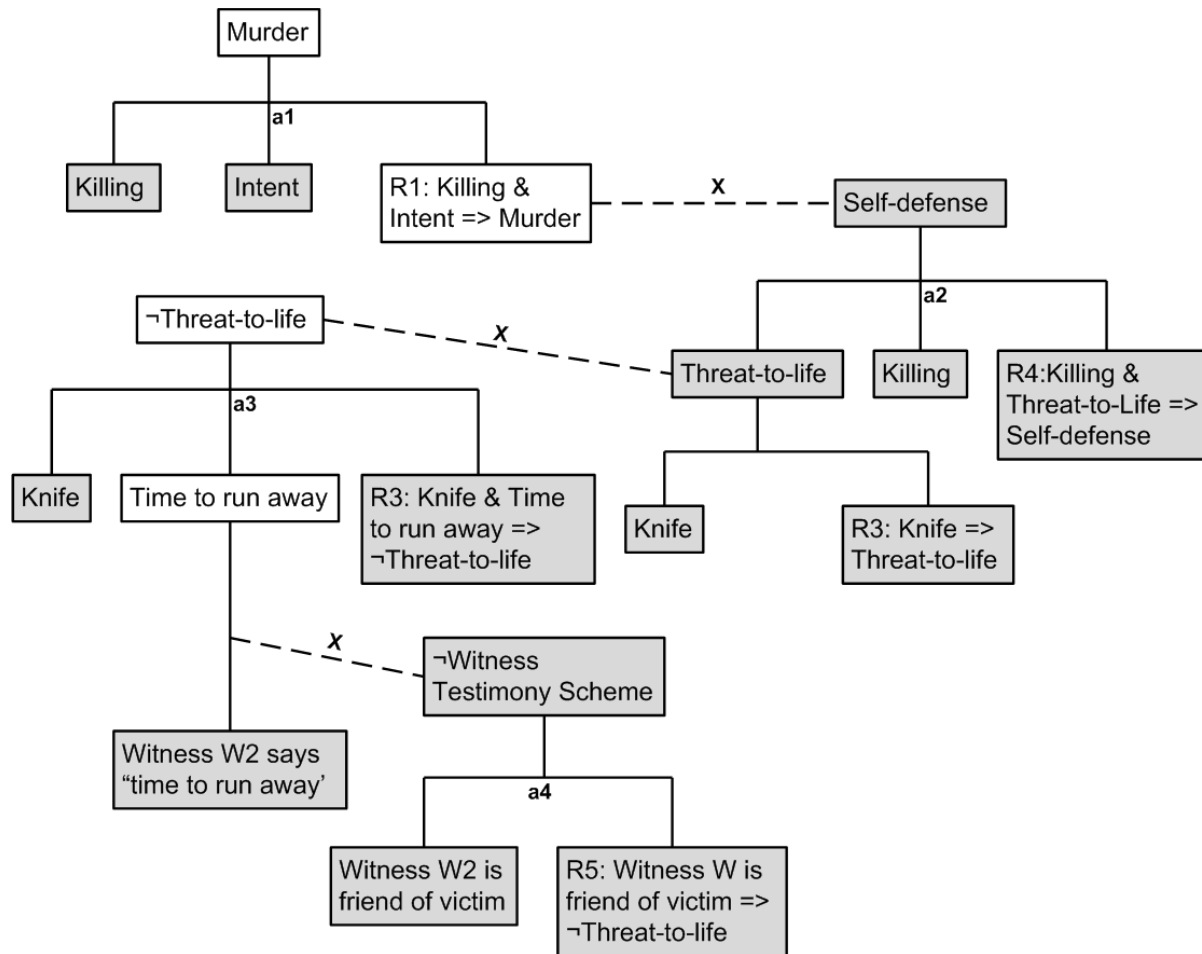 Murder
a1
Killing
Intent
R1: Killing &
Intent => Murder
X
Self-defense
a2
¬Threat-to-life
X
Threat-to-life
Killing
R4:Killing &
Threat-to-Life =>
Self-defense
a3
Knife
Time to run away
R3: Knife & Time
to run away =>
¬Threat-to-life
Knife
R3: Knife =>
Threat-to-life
X
¬Witness
Testimony Scheme
Witness W2 says
“time to run away’
a4
Witness W2 is
friend of victim
R5: Witness W is
friend of victim =>
¬Threat-to-life